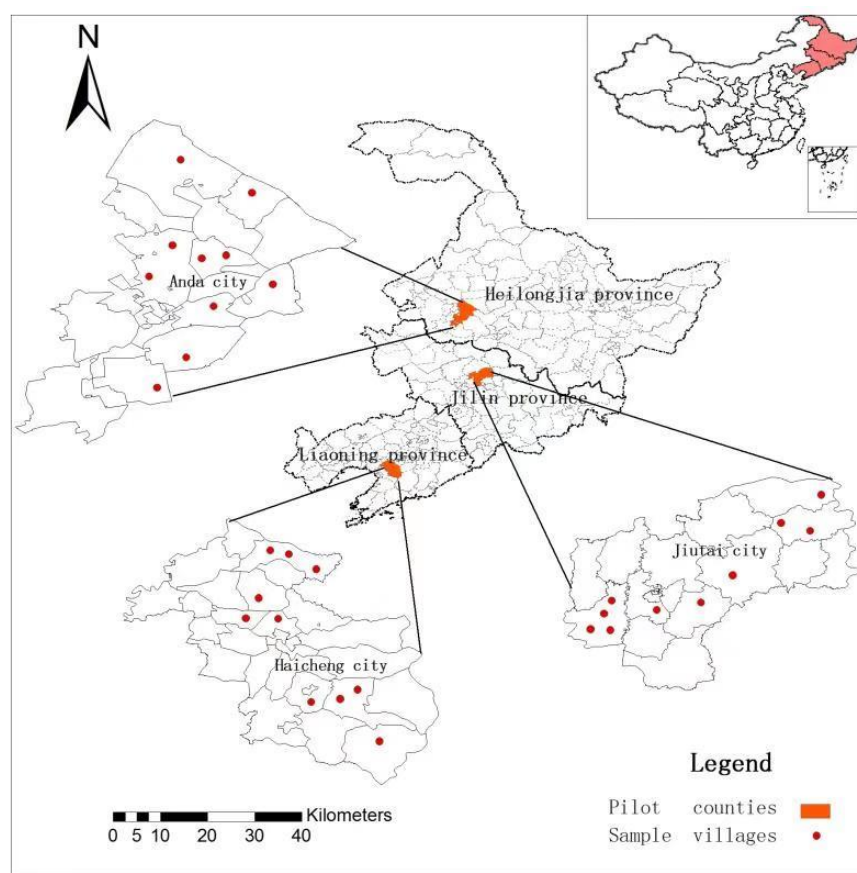 N
Anda city
Heilongjia province
Jilin province
Liaoning province
Jiutai city
Haicheng city
Legend
Kilometers
0 5 10 20 30 40
Pilot counties
Sample villages